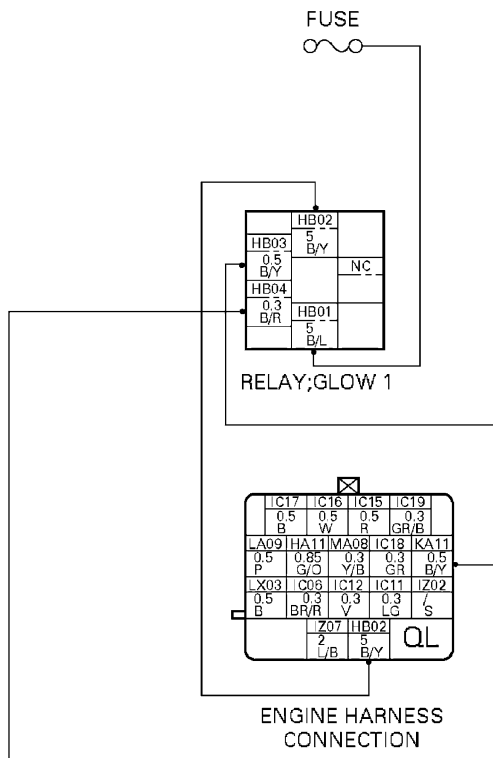 FUSE
HB02
5
B/Y
HB03
0.5
B/Y
NC
HB04
0.3
B/R
HB01
5
B/L
RELAY;GLOW 1
IC17 IC16 IC15 IC19
0.5 0.5 0.5 0.3
B W R GR/B
LA09 HA11 MA08 IC18 KA11
0.5 0.85 0.3 0.3 0.5
P G/O Y/B GR B/Y
LX03 IC06 IC12 IC11 IZ02
0.5 0.3 0.3 0.3 /
B BR/R V LG S
IZ07 HB02
2 5
L/B B/Y
QL
ENGINE HARNESS
CONNECTION